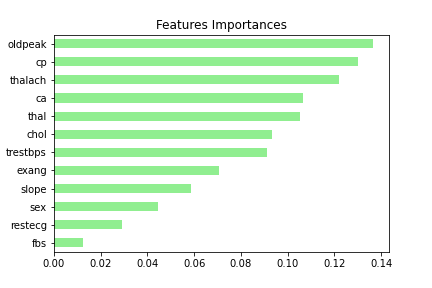 Features Importances
oldpeak
cp
thalach
ca
thal
chol
trestbps
exang
slope
sex
restecg
fbs
0.00 0.02 0.04 0.06 0.08 0.10 0.12 0.14